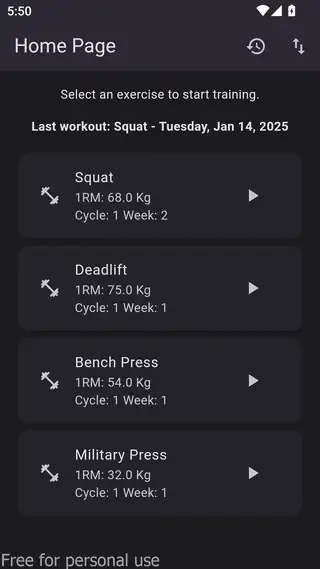 5:50
Home Page
Select an exercise to start training.
Last workout: Squat - Tuesday, Jan 14, 2025
Squat
1RM: 68.0 Kg
Cycle: 1 Week: 2
Deadlift
1RM: 75.0 Kg
Cycle: 1 Week: 1
Bench Press
1RM: 54.0 Kg
Cycle: 1 Week: 1
Military Press
1RM: 32.0 Kg
Cycle: 1 Week: 1
Free for personal use